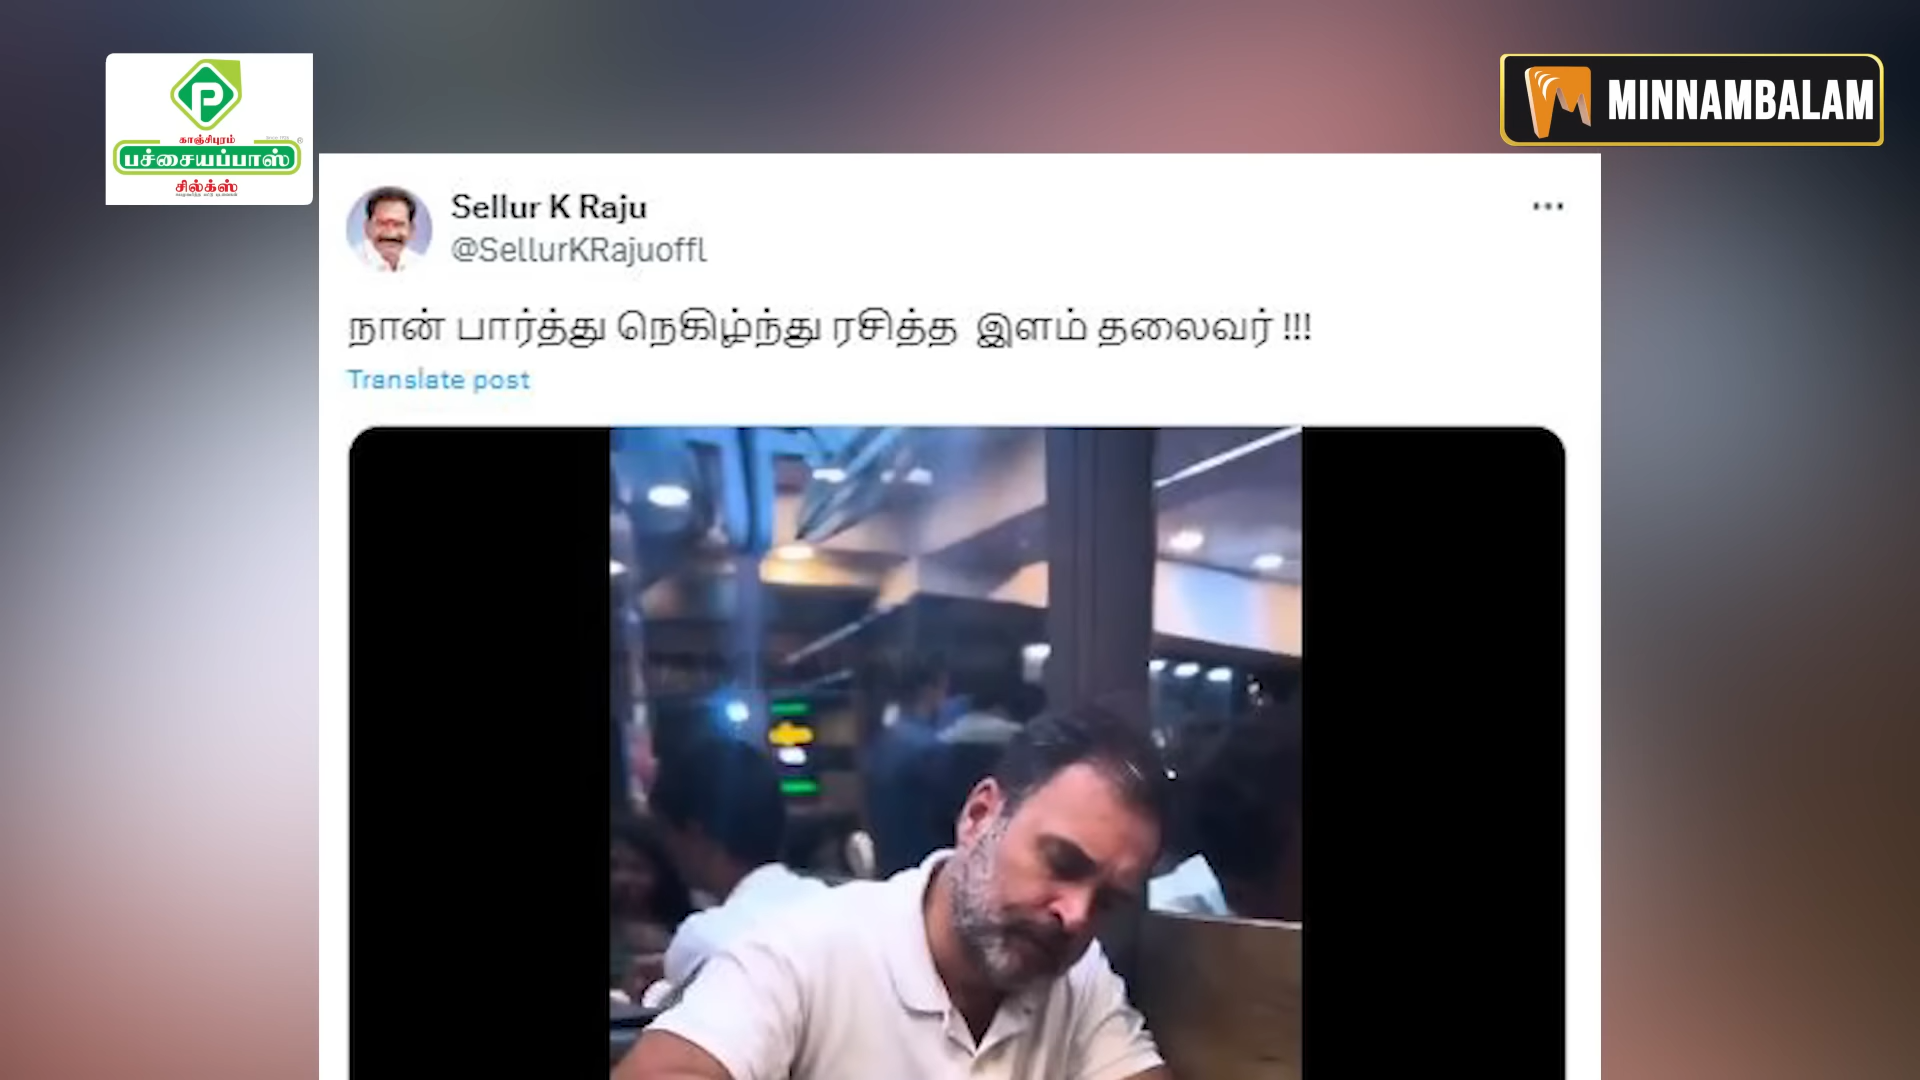 காஞ்சிபுரம்
பச்சையப்பாஸ்
சில்க்ஸ்
MINNAMBALAM
Sellur K Raju
@SellurKRajuoffl
நான் பார்த்து நெகிழ்ந்து ரசித்த இளம் தலைவர் !!!
Translate post